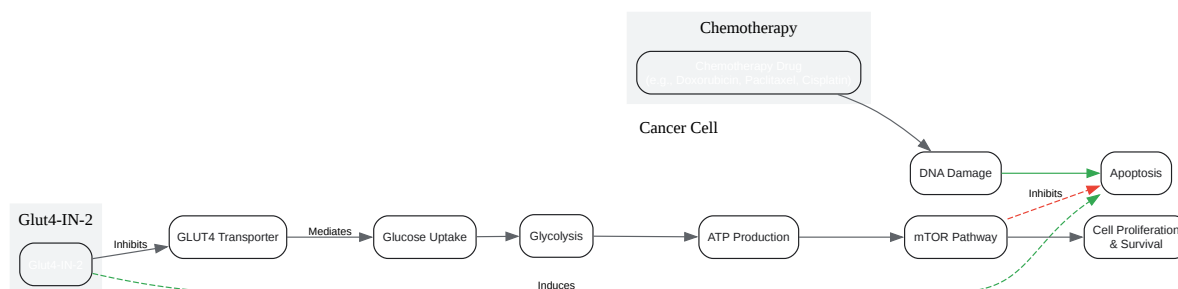 Chemotherapy
Chemotherapy Drug
(e.g., Doxorubicin, Paclitaxel, Cisplatin)
Cancer Cell
DNA Damage
Apoptosis
Inhibits
Glut4-IN-2
Glut4-IN-2
Inhibits
GLUT4 Transporter
Mediates
Glucose Uptake
Glycolysis
ATP Production
mTOR Pathway
Cell Proliferation
& Survival
Induces